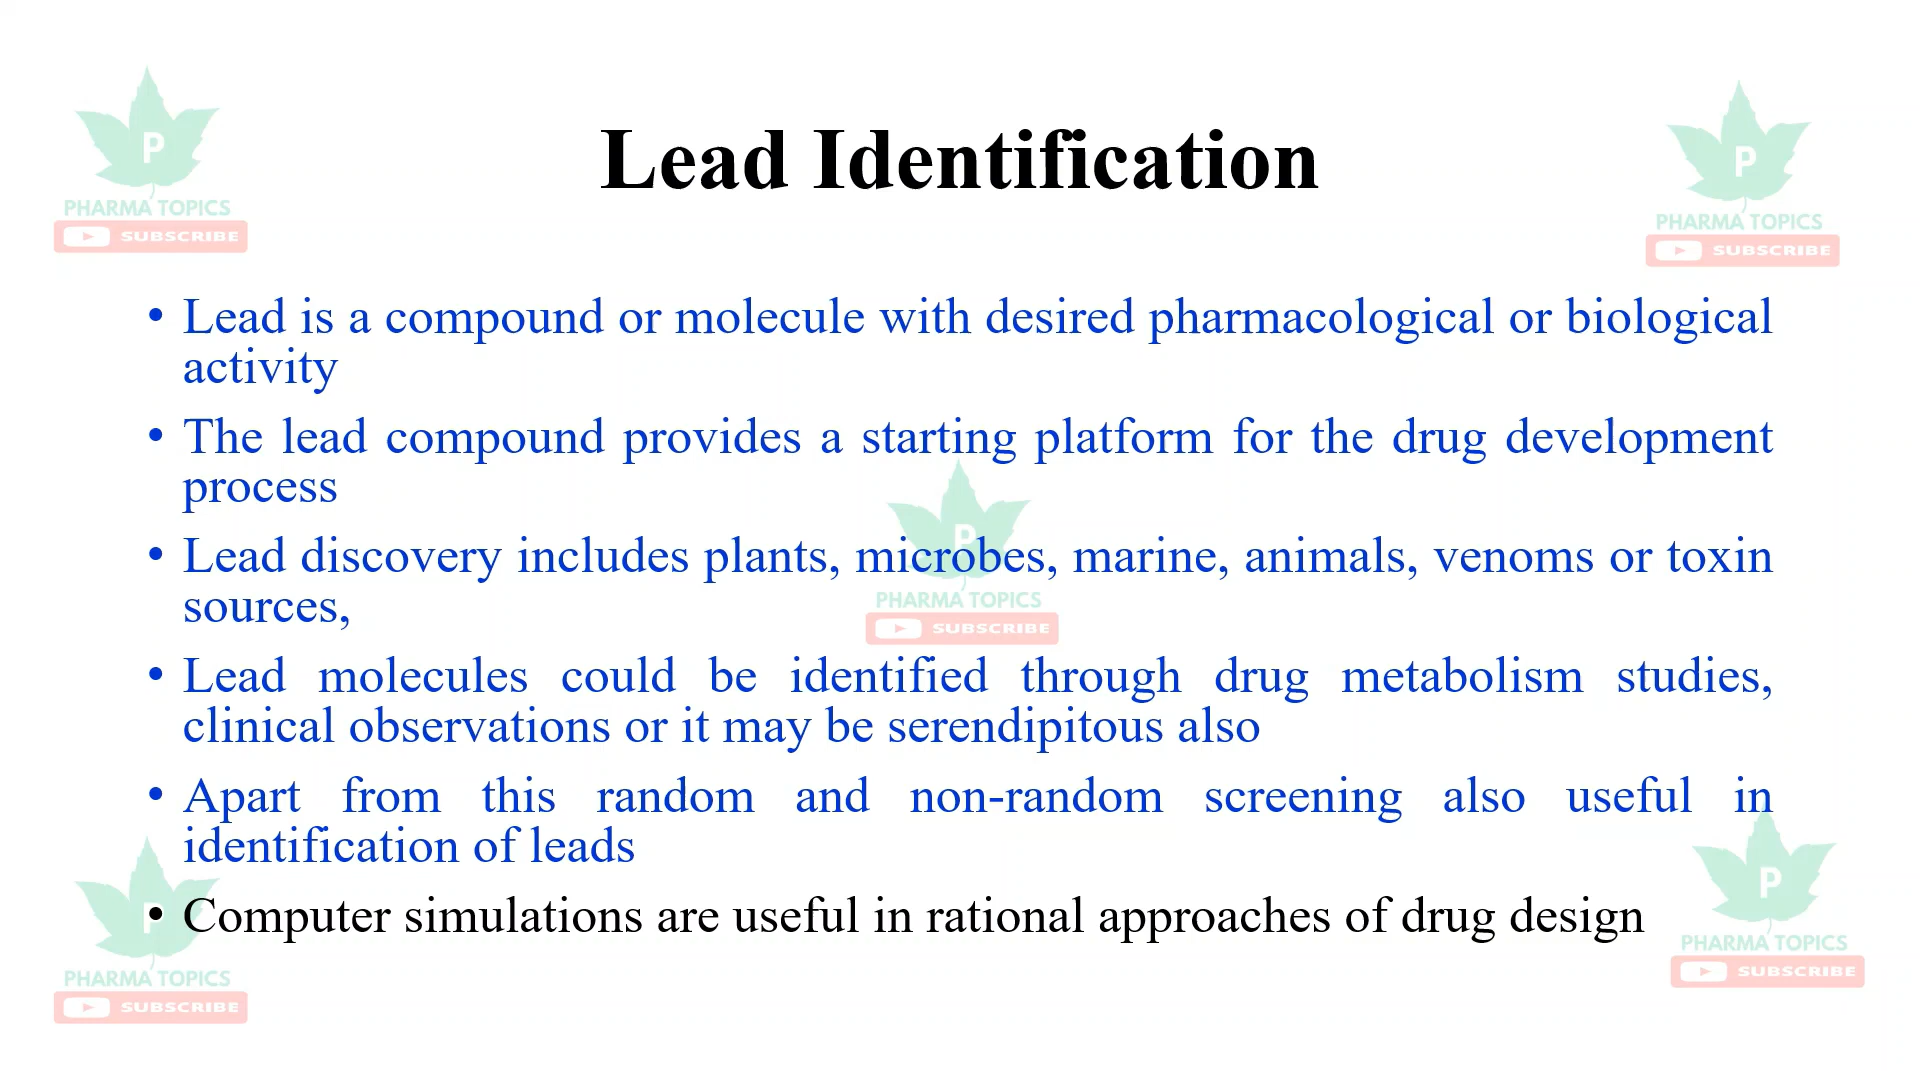 P
PHARMA TOPICS
SUBSCRIBE
P
PHARMA TOPICS
SUBSCRIBE
Lead Identification
• Lead is a compound or molecule with desired pharmacological or biological
activity
• The lead compound provides a starting platform for the drug development
process
• Lead discovery includes plants, microbes, marine, animals, venoms or toxin
sources,
P
PHARMA TOPICS
SUBSCRIBE
• Lead molecules could be identified through drug metabolism studies,
clinical observations or it may be serendipitous also
• Apart from this random and non-random screening also useful in
identification of leads
• Computer simulations are useful in rational approaches of drug design
P
PHARMA TOPICS
SUBSCRIBE
P
PHARMA TOPICS
SUBSCRIBE